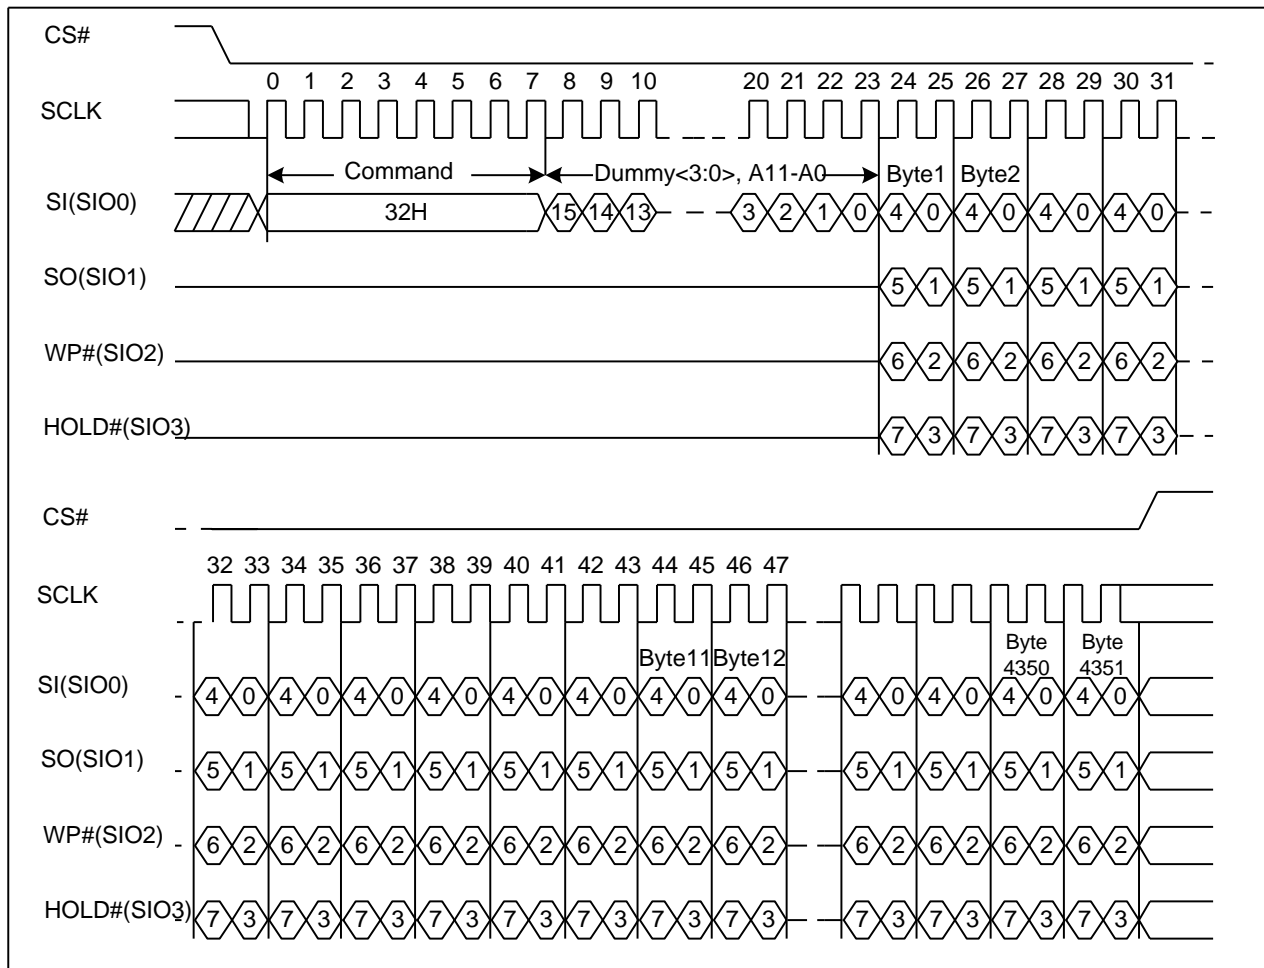 CS#
0 1 2 3 4 5 6 7 8 9 10 20 21 22 23 24 25 26 27 28 29 30 31
SCLK
Command Dummy<3:0>, A11-A0 Byte1 Byte2
SI(SIO0) 32H 15 14 13 3 2 1 0 4 0 4 0 4 0 4 0
SO(SIO1) 5 1 5 1 5 1 5 1
WP#(SIO2) 6 2 6 2 6 2 6 2
HOLD#(SIO3) 7 3 7 3 7 3 7 3
CS#
32 33 34 35 36 37 38 39 40 41 42 43 44 45 46 47
SCLK
Byte11 Byte12 Byte 4350 Byte 4351
SI(SIO0) 4 0 4 0 4 0 4 0 4 0 4 0 4 0 4 0 4 0 4 0 4 0 4 0
SO(SIO1) 5 1 5 1 5 1 5 1 5 1 5 1 5 1 5 1 5 1 5 1 5 1 5 1
WP#(SIO2) 6 2 6 2 6 2 6 2 6 2 6 2 6 2 6 2 6 2 6 2 6 2 6 2
HOLD#(SIO3) 7 3 7 3 7 3 7 3 7 3 7 3 7 3 7 3 7 3 7 3 7 3 7 3